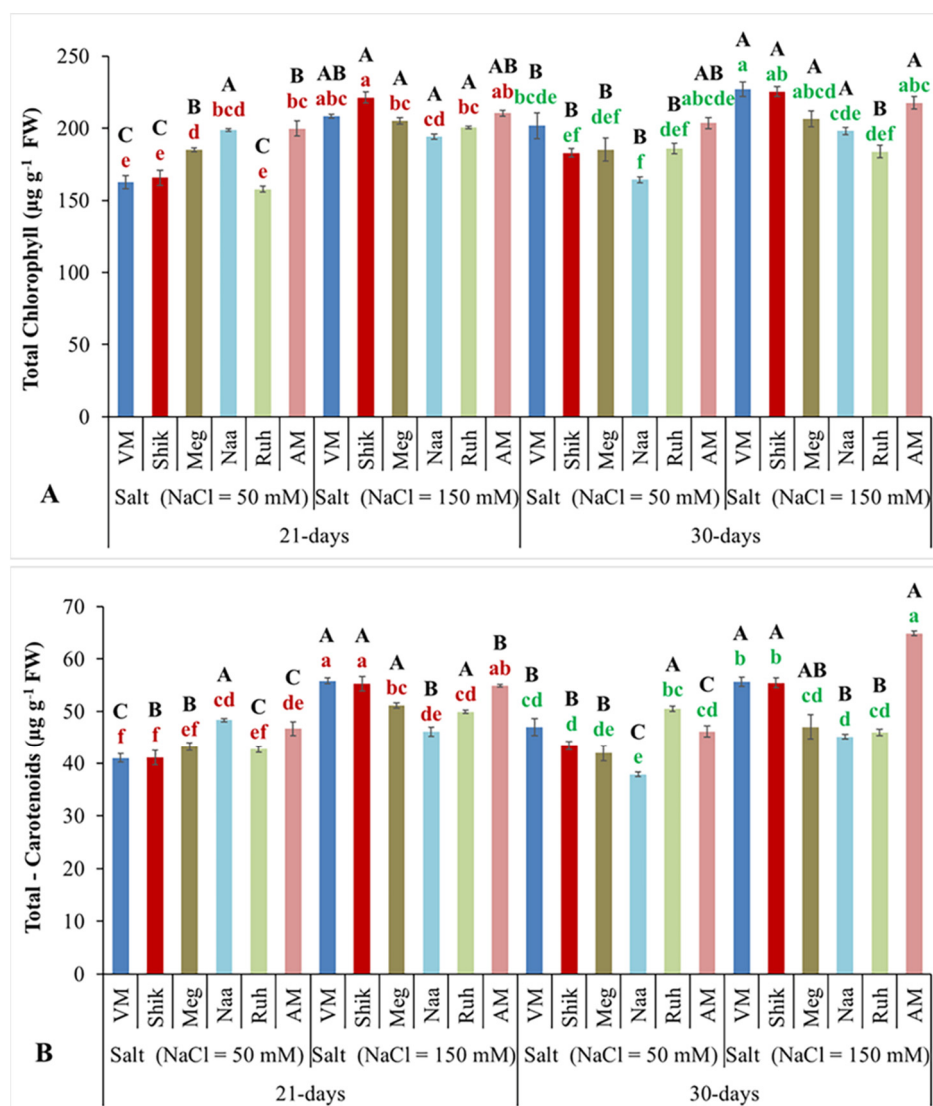 A A
250 AB A B AB a ab A A
A abc a A A AB bcde abcde abcd A abc
B bcd B bc A bc ab B B B cde B
200 C C d bc cd ef def B def def
e e C f
e
150
100
50
0
Total Chlorophyll (µg g-1 FW)
VM Shik Meg Naa Ruh AM VM Shik Meg Naa Ruh AM VM Shik Meg Naa Ruh AM VM Shik Meg Naa Ruh AM
A Salt (NaCl = 50 mM) Salt (NaCl = 150 mM) Salt (NaCl = 50 mM) Salt (NaCl = 150 mM)
21-days 30-days
A
70 a
A A B A A
60 a a A ab B A b b AB
A bc A cd B C cd B B
50 C B B cd C B cd B de bc cd d cd
f f ef ef de de d C
40 e
30
20
10
0
Total - Carotenoids (µg g-1 FW)
VM Shik Meg Naa Ruh AM VM Shik Meg Naa Ruh AM VM Shik Meg Naa Ruh AM VM Shik Meg Naa Ruh AM
B Salt (NaCl = 50 mM) Salt (NaCl = 150 mM) Salt (NaCl = 50 mM) Salt (NaCl = 150 mM)
21-days 30-days